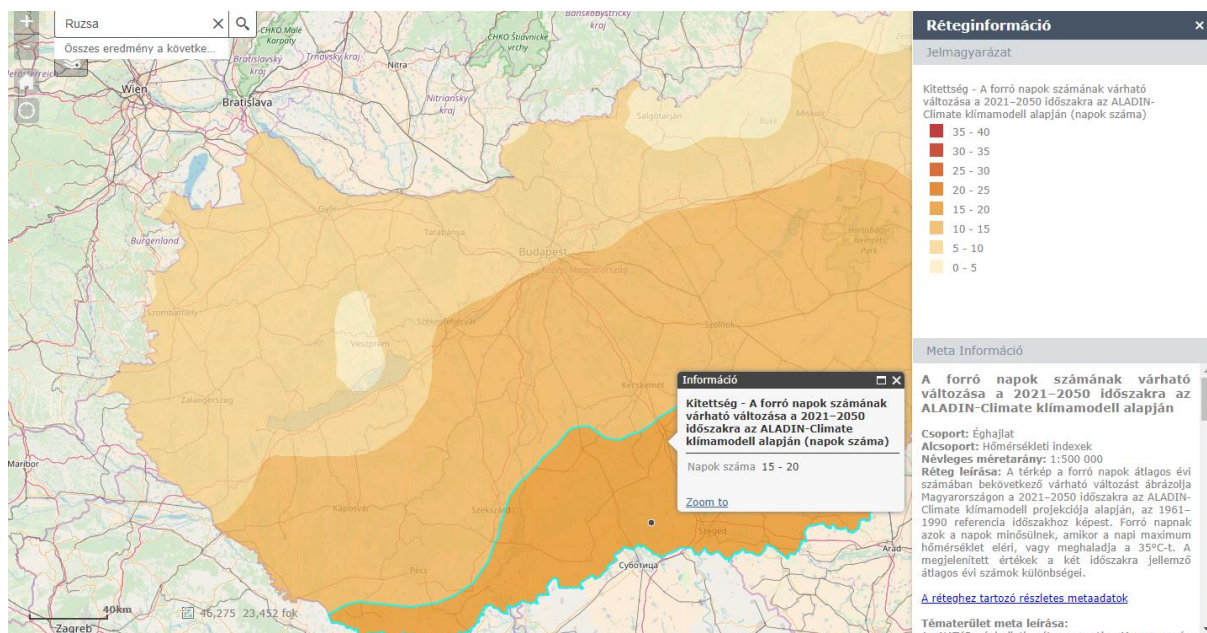 Ruzsa
Összes eredmény a követke...
CHKO Malé
Karpaty
Bratislavský
kraj
Trnavský kraj
Nitra
Nitriansky
kraj
CHKO Štiavnické
vrchy
Banskobystrický
kraj
Wien
Bratislava
Burgenland
Győr
Tatabánya
Budapest
Közép-Magyarország
Salgótarján
Bükk
Miskolc
Hortobágyi
Nemzeti
Park
Szombathely
Veszprém
Székesfehérvár
Szolnok
Kecskemét
Zalaegerszeg
Maribor
Kaposvár
Szekszárd
Pécs
Szeged
Суботица
Arad
Zagreb
40km
46,275 23,452 fok
Információ
Kitettség - A forró napok számának
várható változása a 2021–2050
időszakra az ALADIN-Climate
klímamodell alapján (napok száma)
Napok száma 15 - 20
Zoom to
Réteginformáció
Jelmagyarázat
Kitettség - A forró napok számának várható
változása a 2021–2050 időszakra az ALADIN-
Climate klímamodell alapján (napok száma)
35 - 40
30 - 35
25 - 30
20 - 25
15 - 20
10 - 15
5 - 10
0 - 5
Meta Információ
A forró napok számának várható
változása a 2021–2050 időszakra az
ALADIN-Climate klímamodell alapján
Csoport: Éghajlat
Alcsoport: Hőmérsékleti indexek
Névleges méretarány: 1:500 000
Réteg leírása: A térkép a forró napok átlagos évi
számában bekövetkező várható változást ábrázolja
Magyarországon a 2021–2050 időszakra az ALADIN-
Climate klímamodell projekciója alapján, az 1961–
1990 referencia időszakhoz képest. Forró napnak
azok a napok minősülnek, amikor a napi maximum
hőmérséklet eléri, vagy meghaladja a 35°C-t. A
megjelenített értékek a két időszakra jellemző
átlagos évi számok különbségei.
A réteghez tartozó részletes metaadatok
Tématerület meta leírása: